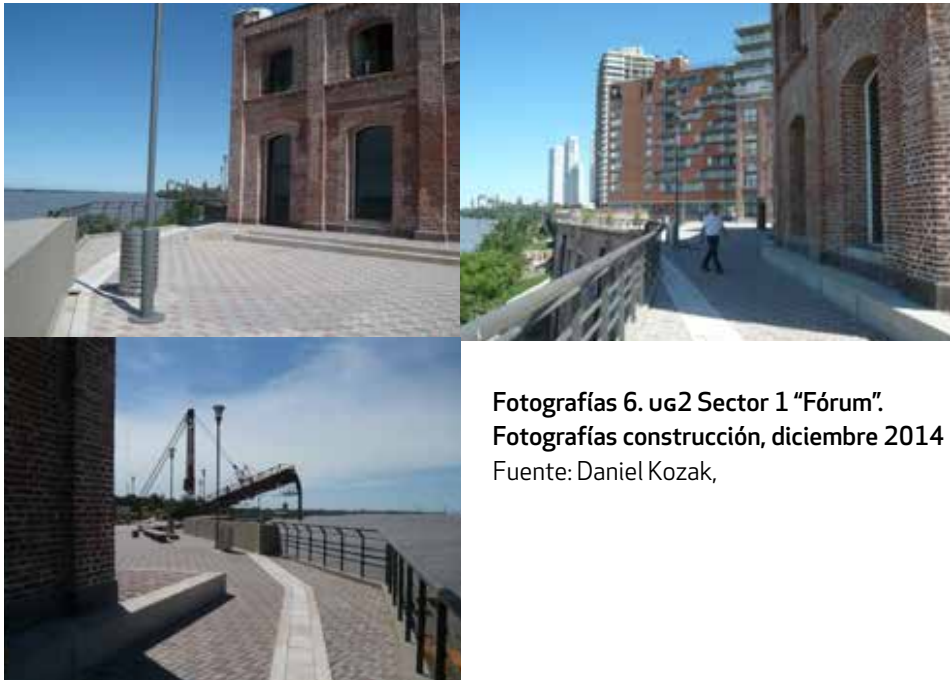 Fotografías 6. UG2 Sector 1 “Fórum”.
Fotografías construcción, diciembre 2014
Fuente: Daniel Kozak,